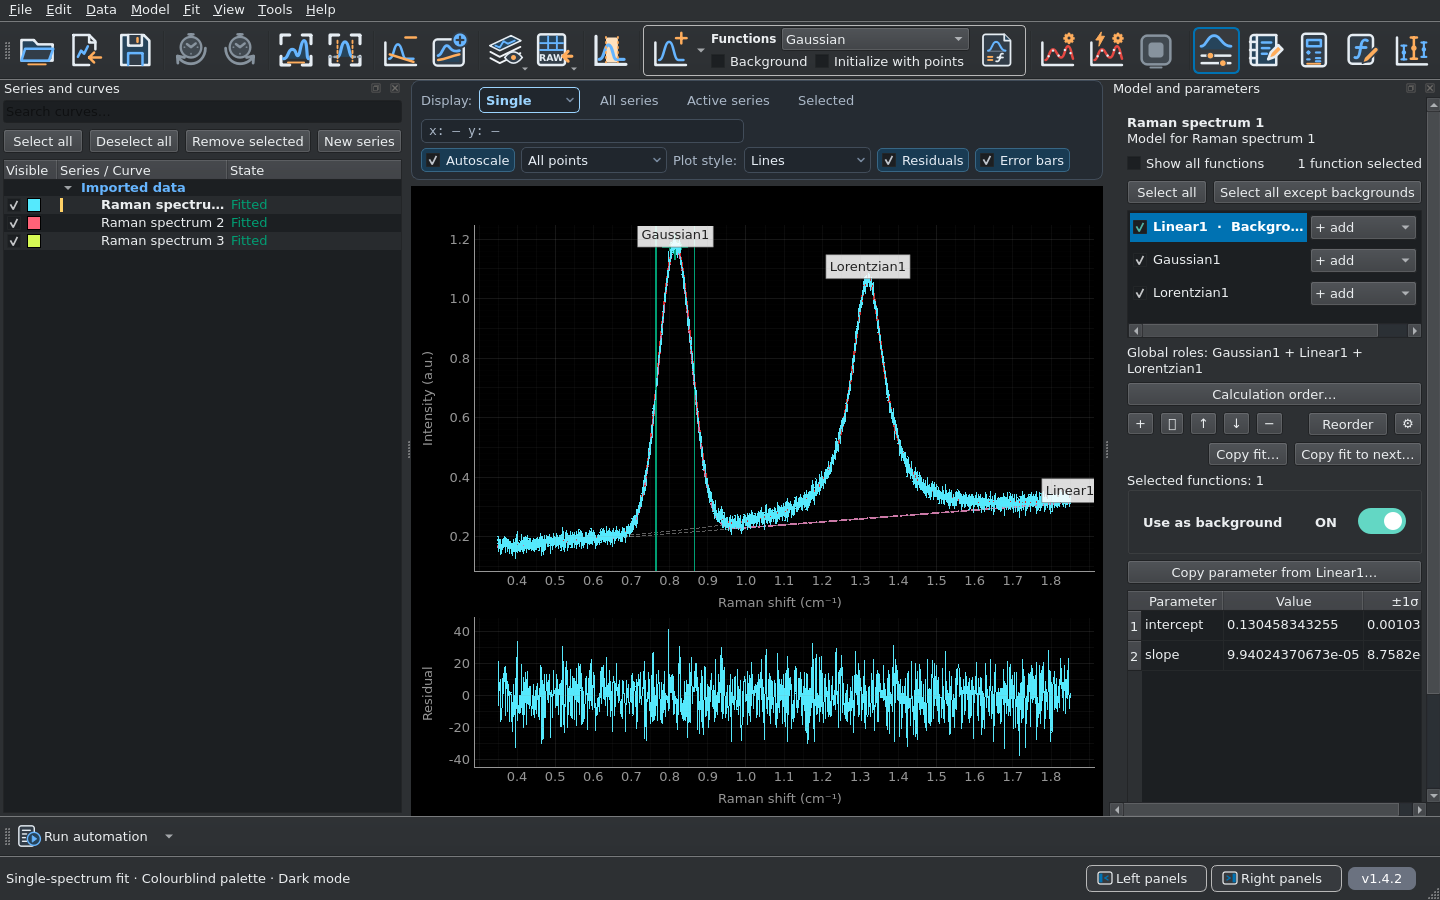 File Edit Data Model Fit View Tools Help
RAW
Functions Gaussian
Background Initialize with points
Series and curves
Search curves...
Select all Deselect all Remove selected New series
Visible Series / Curve State
Imported data
Raman spectru... Fitted
Raman spectrum 2 Fitted
Raman spectrum 3 Fitted
Display: Single All series Active series Selected
x: — y: —
Autoscale All points Plot style: Lines Residuals Error bars
Gaussian1
Lorentzian1
Linear1
Intensity (a.u.)
1.2
1.0
0.8
0.6
0.4
0.2
0.4 0.5 0.6 0.7 0.8 0.9 1.0 1.1 1.2 1.3 1.4 1.5 1.6 1.7 1.8
Raman shift (cm⁻¹)
Residual
40
20
0
-20
-40
0.4 0.5 0.6 0.7 0.8 0.9 1.0 1.1 1.2 1.3 1.4 1.5 1.6 1.7 1.8
Raman shift (cm⁻¹)
Model and parameters
Raman spectrum 1
Model for Raman spectrum 1
Show all functions 1 function selected
Select all Select all except backgrounds
Linear1 · Backgro... + add
Gaussian1 + add
Lorentzian1 + add
Global roles: Gaussian1 + Linear1 +
Lorentzian1
Calculation order...
+ ↑ ↓ − Reorder ⚙
Copy fit... Copy fit to next...
Selected functions: 1
Use as background ON
Copy parameter from Linear1...
Parameter Value ±1σ
1 intercept 0.130458343255 0.00103
2 slope 9.94024370673e-05 8.7582e
Run automation
Single-spectrum fit · Colourblind palette · Dark mode
Left panels Right panels v1.4.2